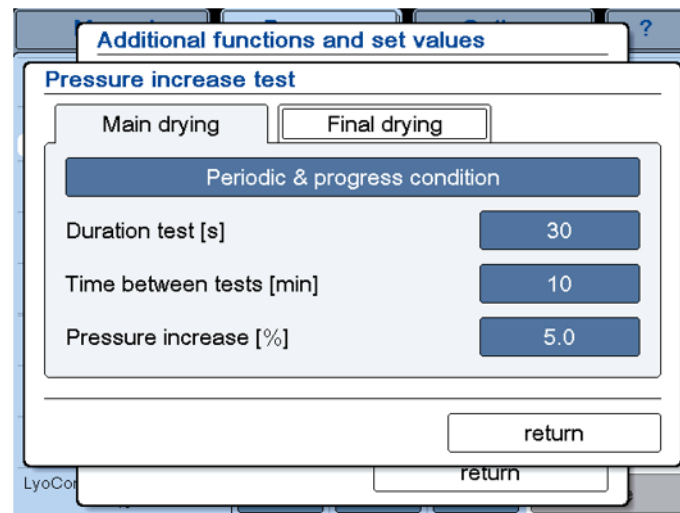 ?
Additional functions and set values
Pressure increase test
Main drying
Final drying
Periodic & progress condition
Duration test [s]
30
Time between tests [min]
10
Pressure increase [%]
5.0
return
return